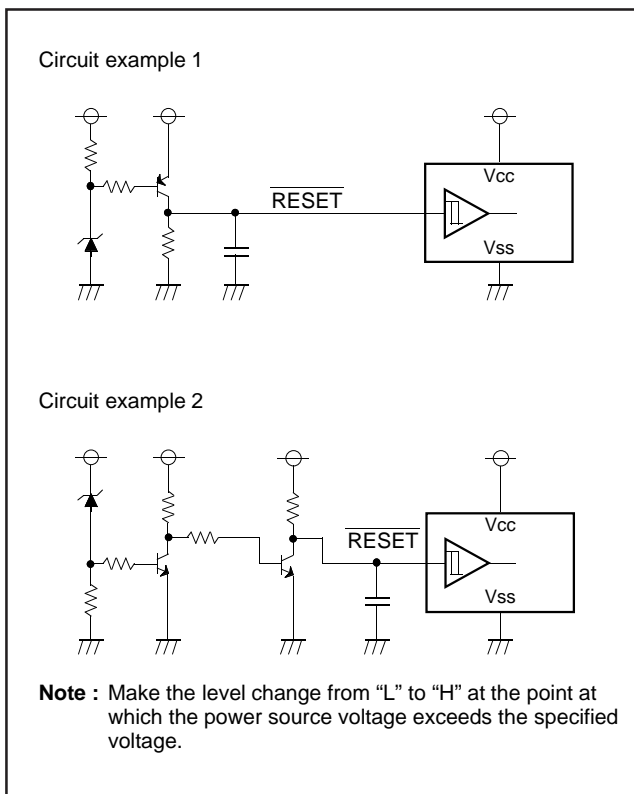 Circuit example 1
RESET
Vcc
Vss
Circuit example 2
RESET
Vcc
Vss
Note : Make the level change from “L” to “H” at the point at
which the power source voltage exceeds the specified
voltage.